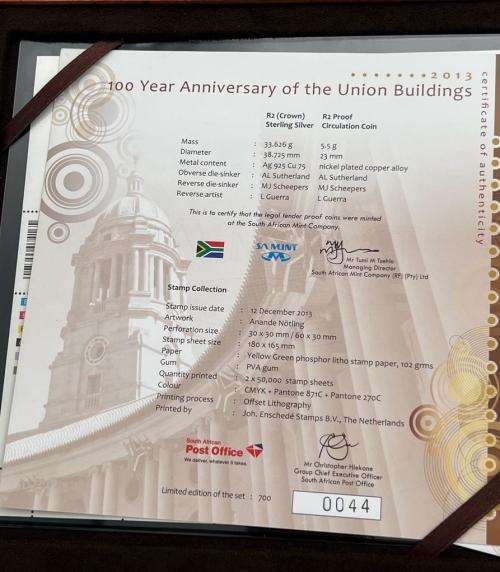 2013
100 Year Anniversary of the Union Buildings
certificate of authenticity
R2 (Crown) R2 Proof
Sterling Silver Circulation Coin
Mass : 33.626 g 5.5 g
Diameter : 38.725 mm 23 mm
Metal content : Ag 925 Cu 75 nickel plated copper alloy
Obverse die-sinker : AL Sutherland AL Sutherland
Reverse die-sinker : MJ Scheepers MJ Scheepers
Reverse artist : L Guerra L Guerra
This is to certify that the legal tender proof coins were minted
at the South African Mint Company.
SA MINT
Mr Tumi M Tsehlo
Managing Director
South African Mint Company (RF) (Pty) Ltd
Stamp Collection
Stamp issue date : 12 December 2013
Artwork : Anande Nötling
Perforation size : 30 x 30 mm / 60 x 30 mm
Stamp sheet size : 180 x 165 mm
Paper : Yellow Green phosphor litho stamp paper, 102 gms
Gum : PVA gum
Quantity printed : 2 x 50,000 stamp sheets
Colour : CMYK + Pantone 871C + Pantone 270C
Printing process : Offset Lithography
Printed by : Joh. Enschedé Stamps B.V., The Netherlands
South African
Post Office
We deliver, whatever it takes.
Mr Christopher Hlekane
Group Chief Executive Officer
South African Post Office
Limited edition of the set : 700
0044